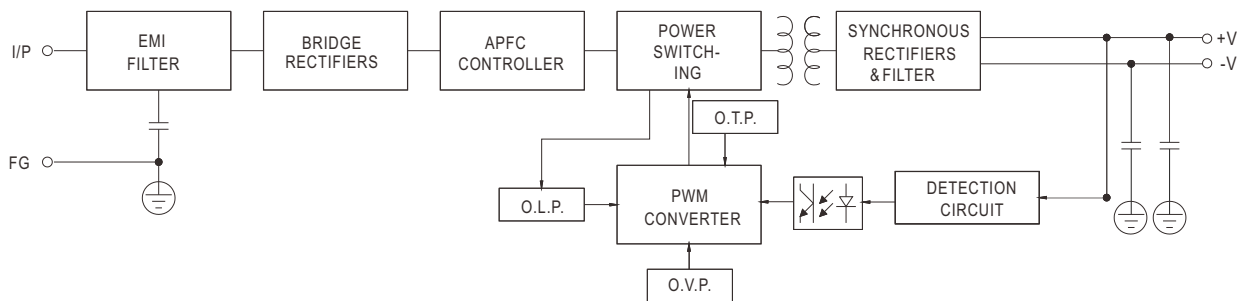 I/P
EMI
FILTER
BRIDGE
RECTIFIERS
APFC
CONTROLLER
POWER
SWITCH-
ING
SYNCHRONOUS
RECTIFIERS
&FILTER
+V
-V
O.T.P.
FG
O.L.P.
PWM
CONVERTER
DETECTION
CIRCUIT
O.V.P.